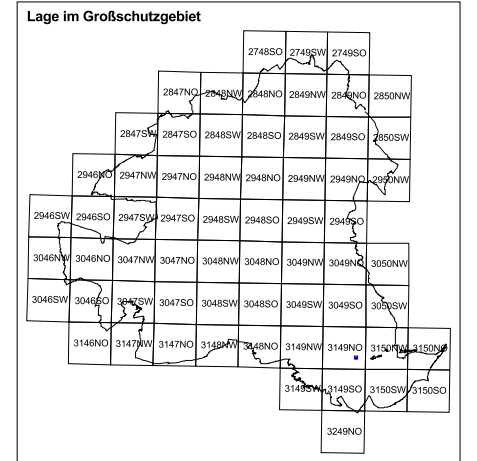 Lage im Großschutzgebiet
2748SO 2749SW 2749SO
2847NO 2848NW 2848NO 2849NW 2849NO 2850NW
2847SW 2847SO 2848SW 2848SO 2849SW 2849SO 2850SW
2946NO 2947NW 2947NO 2948NW 2948NO 2949NW 2949NO 2950NW
2946SW 2946SO 2947SW 2947SO 2948SW 2948SO 2949SW 2949SO
3046NW 3046NO 3047NW 3047NO 3048NW 3048NO 3049NW 3049NO 3050NW
3046SW 3046SO 3047SW 3047SO 3048SW 3048SO 3049SW 3049SO 3050SW
3146NO 3147NW 3147NO 3148NW 3148NO 3149NW 3149NO 3150NW 3150NO
3149SW 3149SO 3150SW 3150SO
3249NO